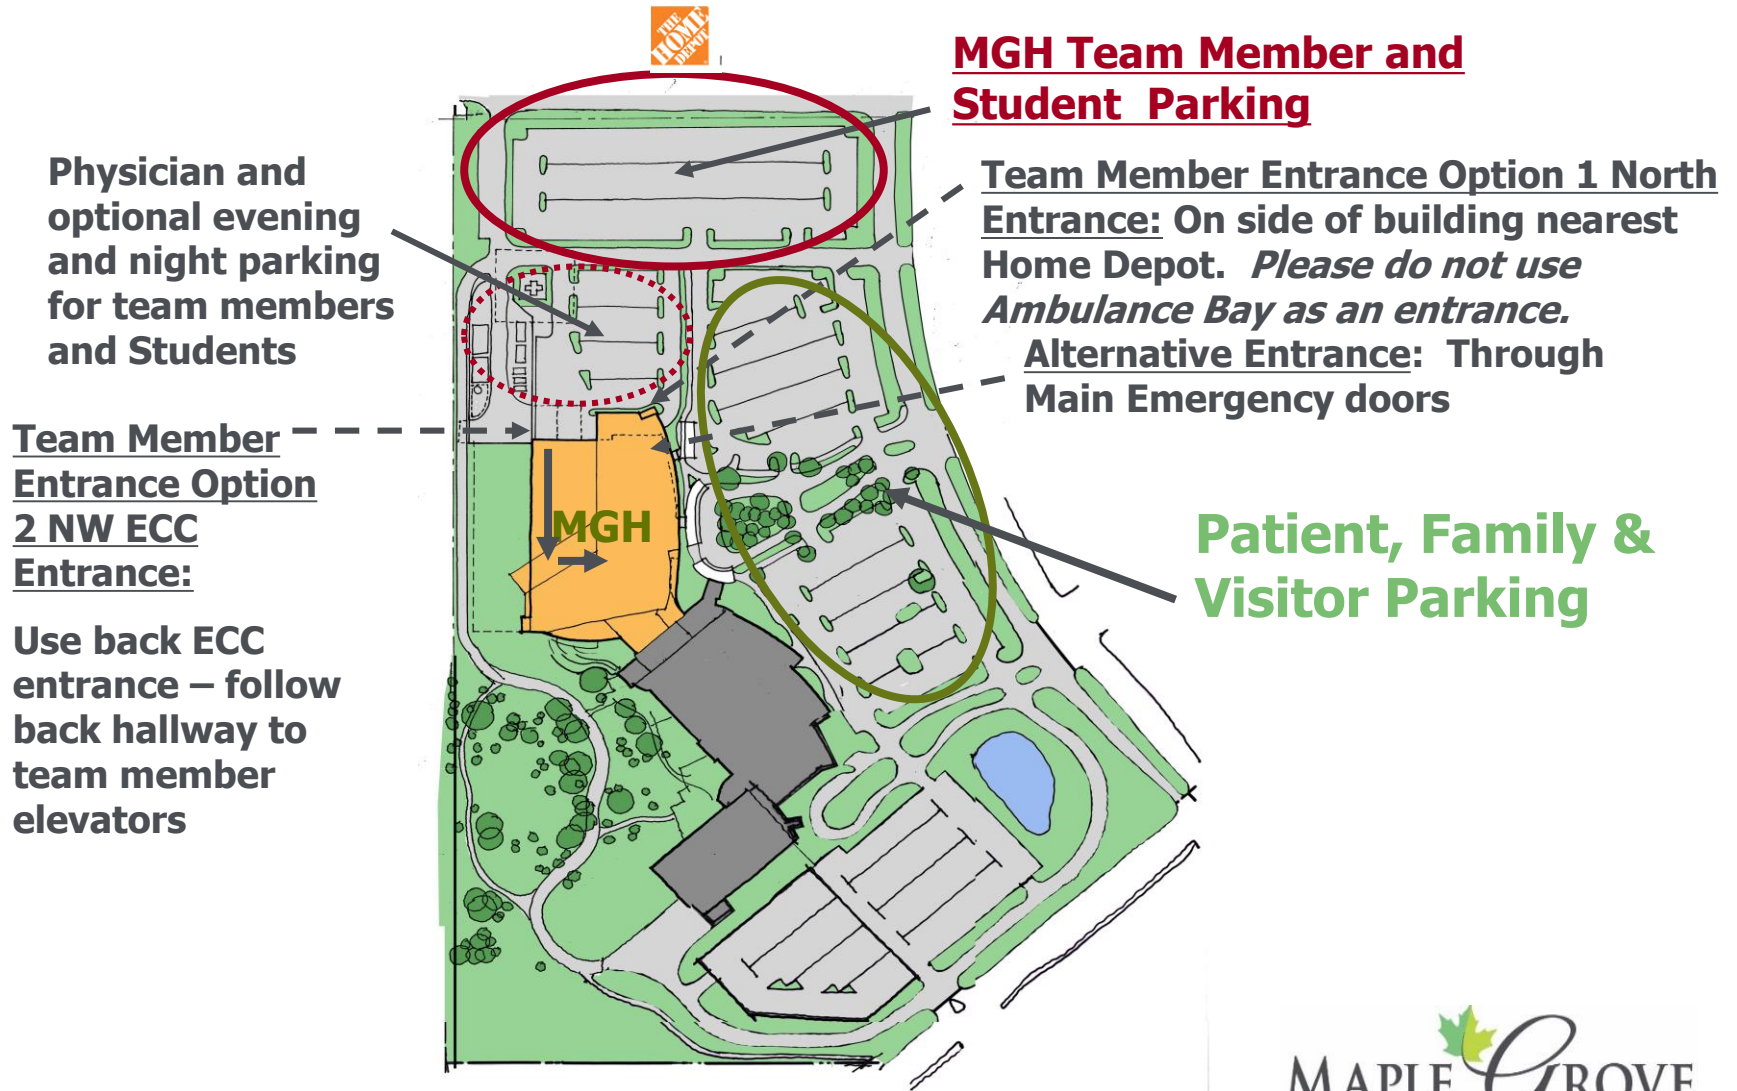 THE
HOME
DEPOT
MGH Team Member and
Student Parking
Physician and
optional evening
and night parking
for team members
and Students
Team Member Entrance Option 1 North
Entrance: On side of building nearest
Home Depot. Please do not use
Ambulance Bay as an entrance.
Alternative Entrance: Through
Main Emergency doors
Team Member
Entrance Option
2 NW ECC
Entrance:
Use back ECC
entrance – follow
back hallway to
team member
elevators
MGH
Patient, Family &
Visitor Parking
MAPLE GROVE